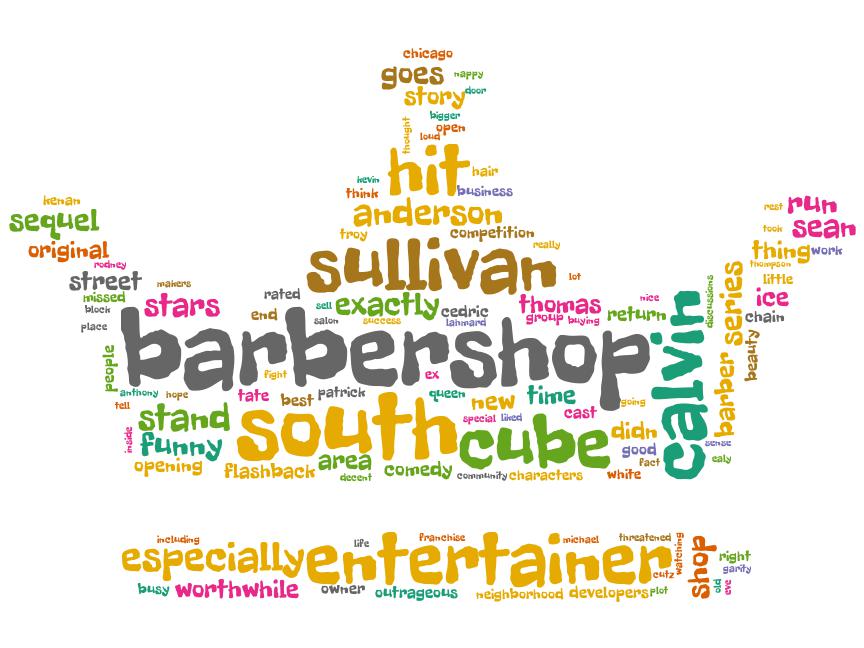 chicago
goes happy
story door
bigger
thought open
loud
hit hair
kevin
think business
anderson
troy competition
sullivan really
lot
kenan
sequel
original
rodney
street makers
missed
block
place
stars
rated
end
sell exactly cedric
salon success lahmard
thomas nice
group buying return
barbershop
fight ex
people
anthony hope
tell
tate best patrick queen new time going
cast
special liked
stand
inside funny
opening
south
cube
didn
good
fact
white
flashback area
decent comedy community characters
calvin
discussions
barber series
beauty
sense
caly
rest run
took sean
thing work
thompson
little
ice
chain
including life franchise michael threatened
especially entertainer
cutz watching shop right
garity
busy worthwhile owner outrageous neighborhood developers plot
old eve